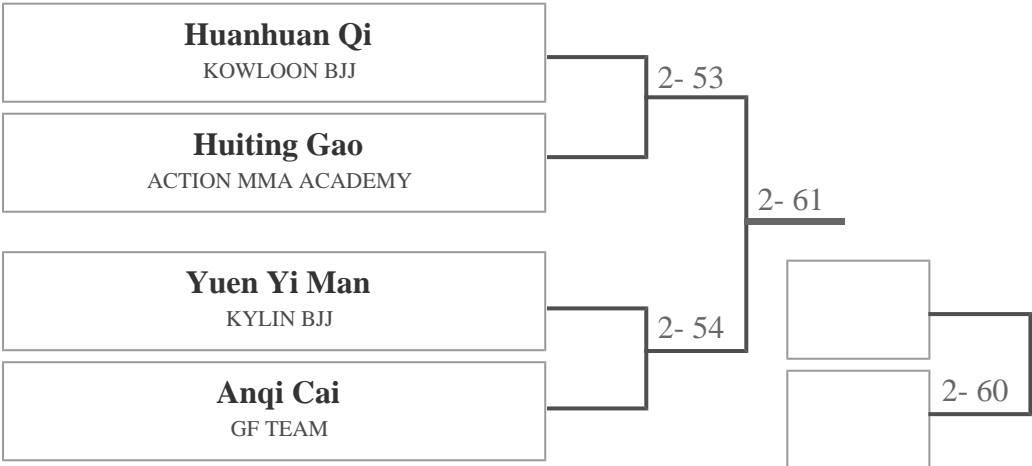 Huanhuan Qi
KOWLOON BJJ
2- 53
Huiting Gao
ACTION MMA ACADEMY
2- 61
Yuen Yi Man
KYLIN BJJ
2- 54
Anqi Cai
GF TEAM
2- 60